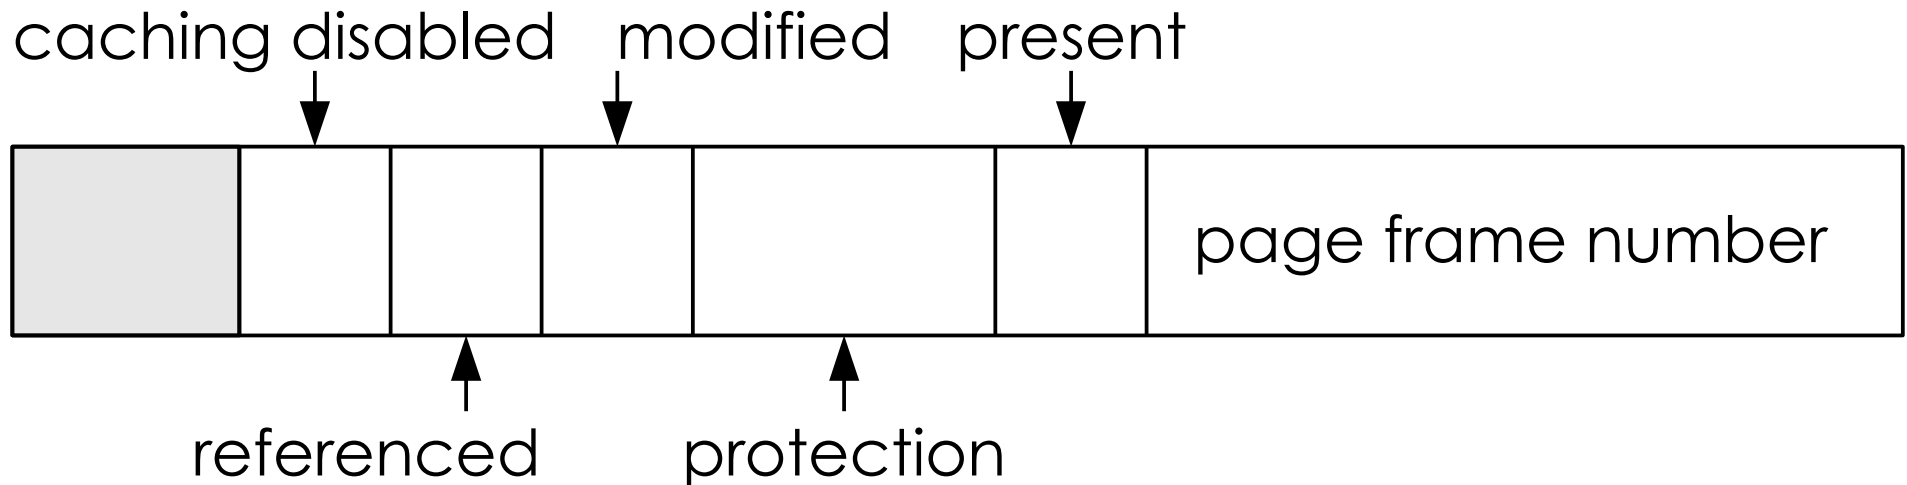 caching disabled
modified
present
page frame number
referenced
protection